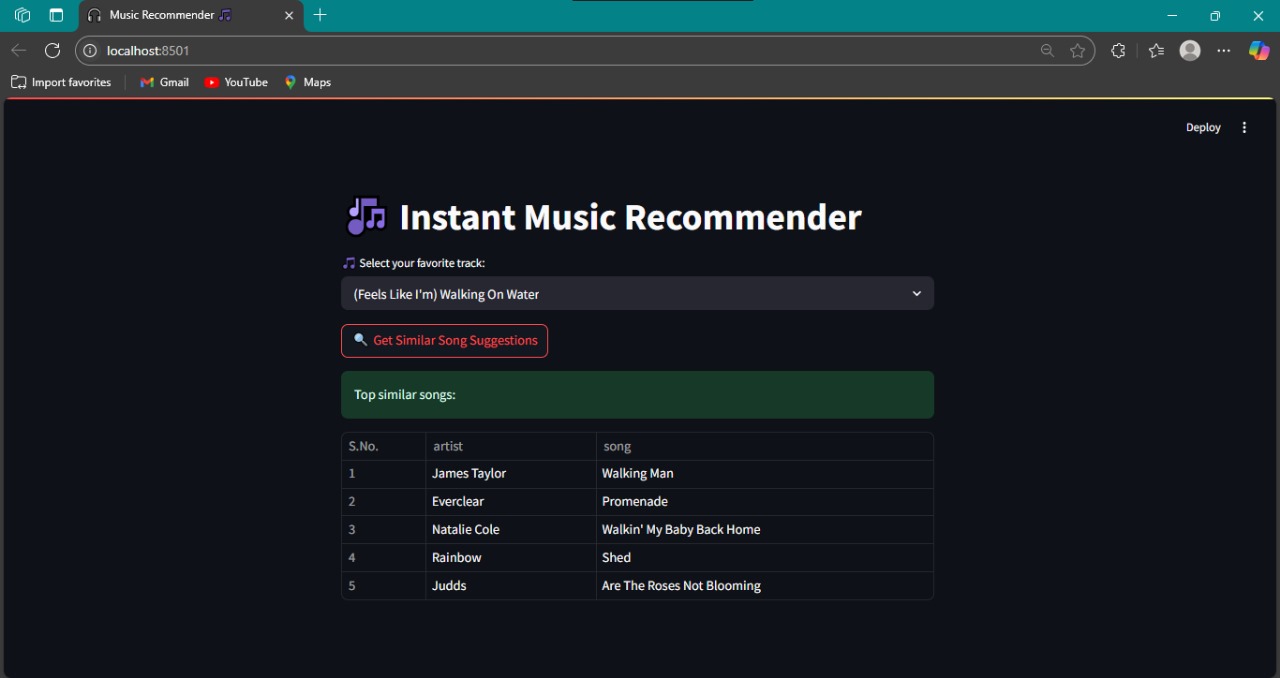 Music Recommender 🎵
localhost:8501
Import favorites Gmail YouTube Maps
Deploy
Instant Music Recommender
🎵 Select your favorite track:
(Feels Like I'm) Walking On Water
🔍 Get Similar Song Suggestions
Top similar songs:
S.No. artist song
1 James Taylor Walking Man
2 Everclear Promenade
3 Natalie Cole Walkin' My Baby Back Home
4 Rainbow Shed
5 Judds Are The Roses Not Blooming